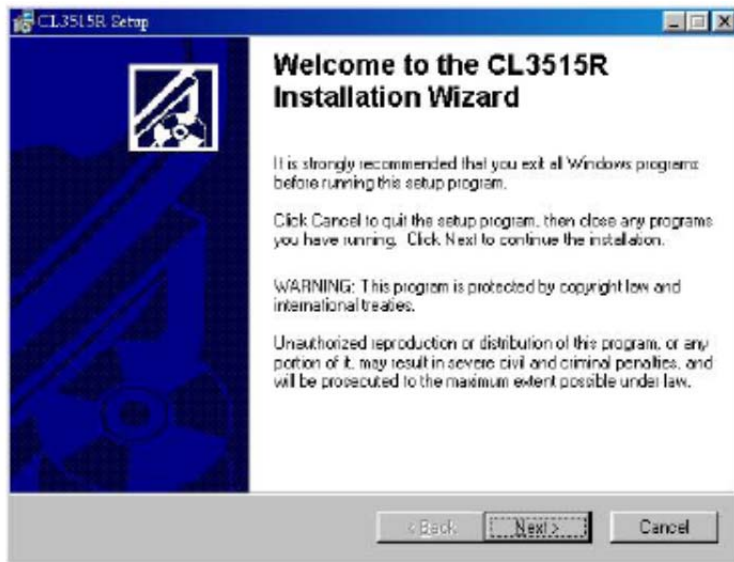 CL3515R Setup
Welcome to the CL3515R
Installation Wizard
It is strongly recommended that you exit all Windows programs
before running this setup program.
Click Cancel to quit the setup program, then close any programs
you have running. Click Next to continue the installation.
WARNING: This program is protected by copyright law and
international treaties.
Unauthorized reproduction or distribution of this program, or any
portion of it, may result in severe civil and criminal penalties, and
will be prosecuted to the maximum extent possible under law.
< Back Next > Cancel